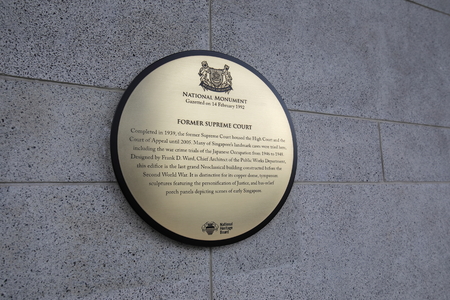 NATIONAL MONUMENT
Gazetted on 14 February 1992
FORMER SUPREME COURT
Completed in 1939, the former Supreme Court housed the High Court and the
Court of Appeal until 2005. Many of Singapore's landmark cases were tried here,
including the war crime trials of the Japanese Occupation from 1946 to 1948.
Designed by Frank D. Ward, Chief Architect of the Public Works Department,
this edifice is the last grand Neoclassical building constructed before the
Second World War. It is distinctive for its copper dome, tympanum
sculptures featuring the personification of Justice, and bas-relief
porch panels depicting scenes of early Singapore.
National
Heritage
Board